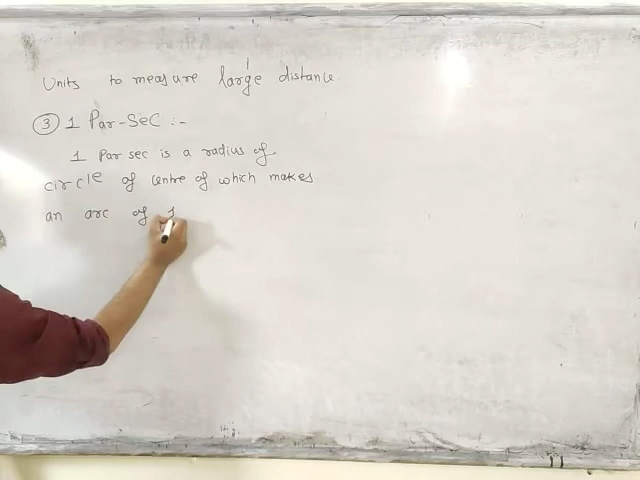 Units to measure large distance.
③ 1 Par-Sec :-
1 Par sec is a radius of
circle of centre of which makes
an arc of 1